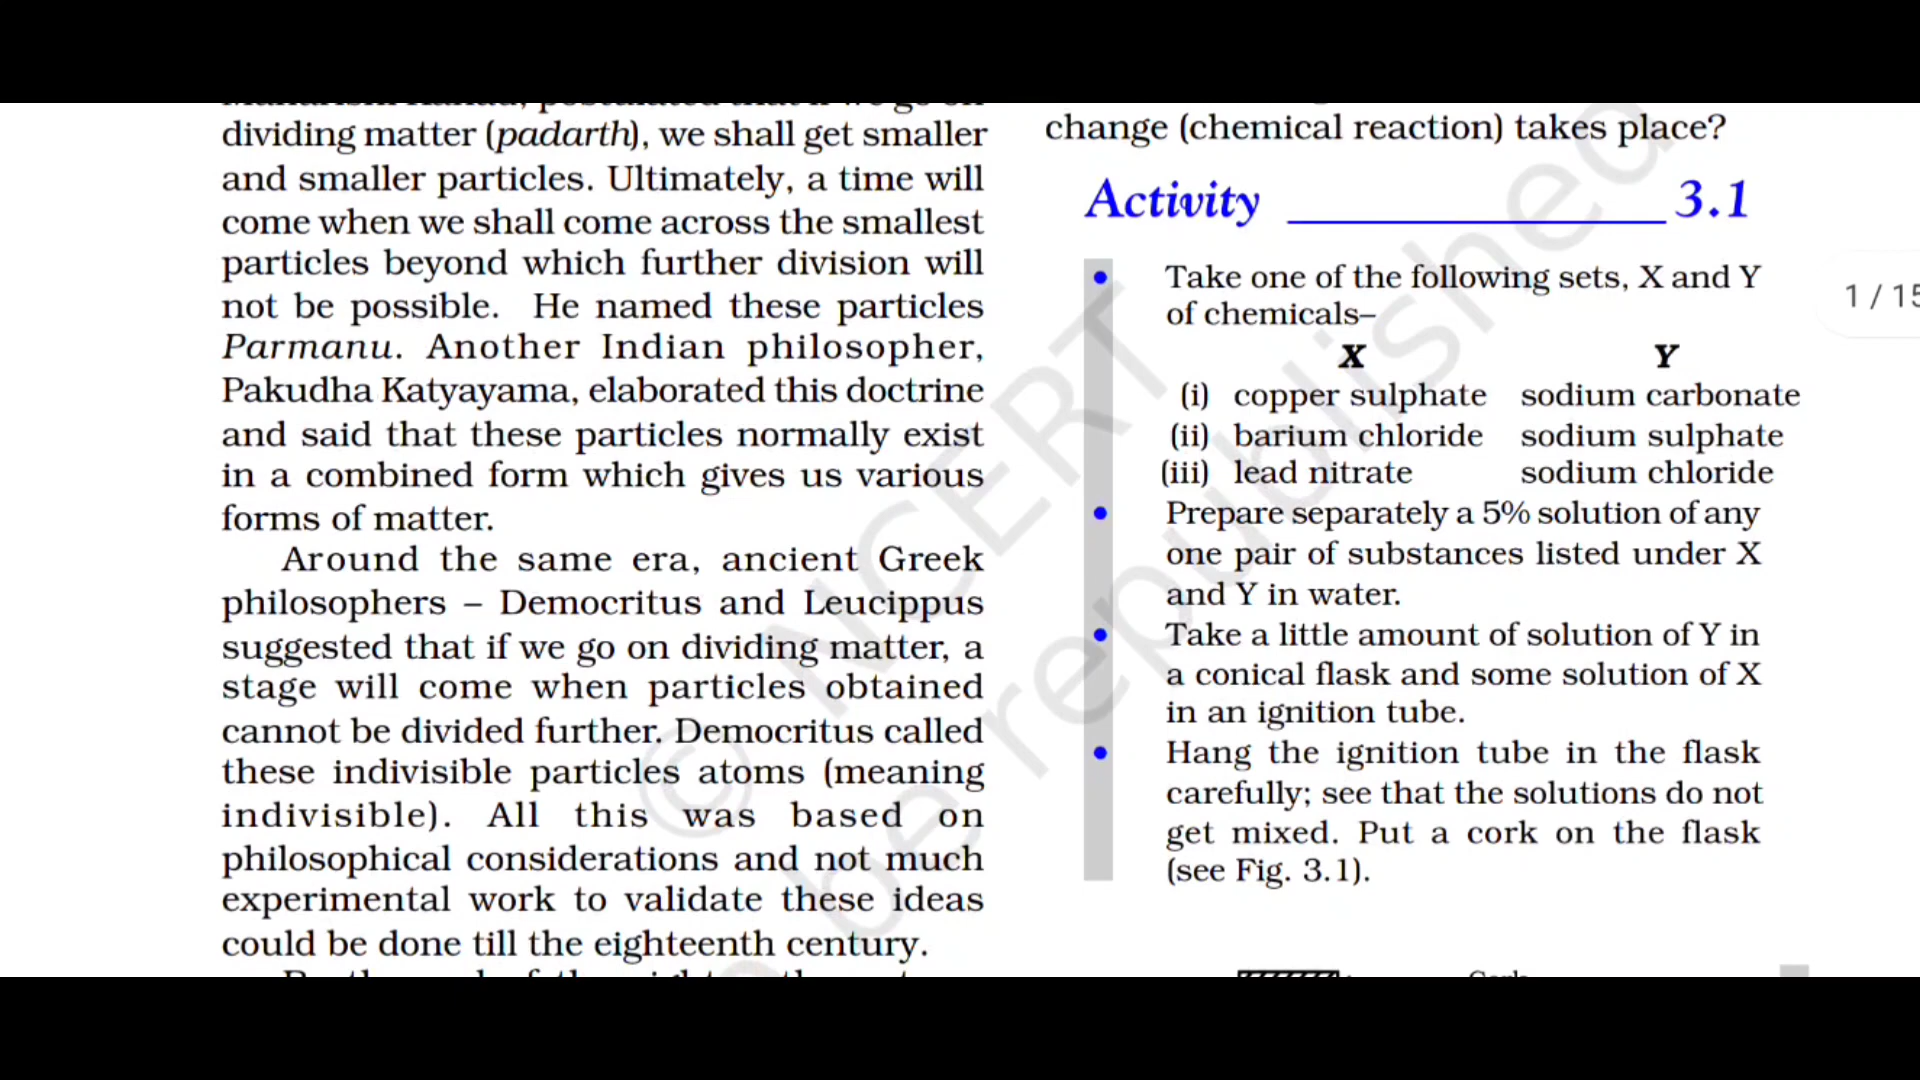 dividing matter (padarth), we shall get smaller
and smaller particles. Ultimately, a time will
come when we shall come across the smallest
particles beyond which further division will
not be possible. He named these particles
Parmanu. Another Indian philosopher,
Pakudha Katyayama, elaborated this doctrine
and said that these particles normally exist
in a combined form which gives us various
forms of matter.
Around the same era, ancient Greek
philosophers – Democritus and Leucippus
suggested that if we go on dividing matter, a
stage will come when particles obtained
cannot be divided further. Democritus called
these indivisible particles atoms (meaning
indivisible). All this was based on
philosophical considerations and not much
experimental work to validate these ideas
could be done till the eighteenth century.
change (chemical reaction) takes place?
Activity 3.1
• Take one of the following sets, X and Y
of chemicals–
X Y
(i) copper sulphate sodium carbonate
(ii) barium chloride sodium sulphate
(iii) lead nitrate sodium chloride
• Prepare separately a 5% solution of any
one pair of substances listed under X
and Y in water.
• Take a little amount of solution of Y in
a conical flask and some solution of X
in an ignition tube.
• Hang the ignition tube in the flask
carefully; see that the solutions do not
get mixed. Put a cork on the flask
(see Fig. 3.1).
1 / 15
© NCERT
be republished